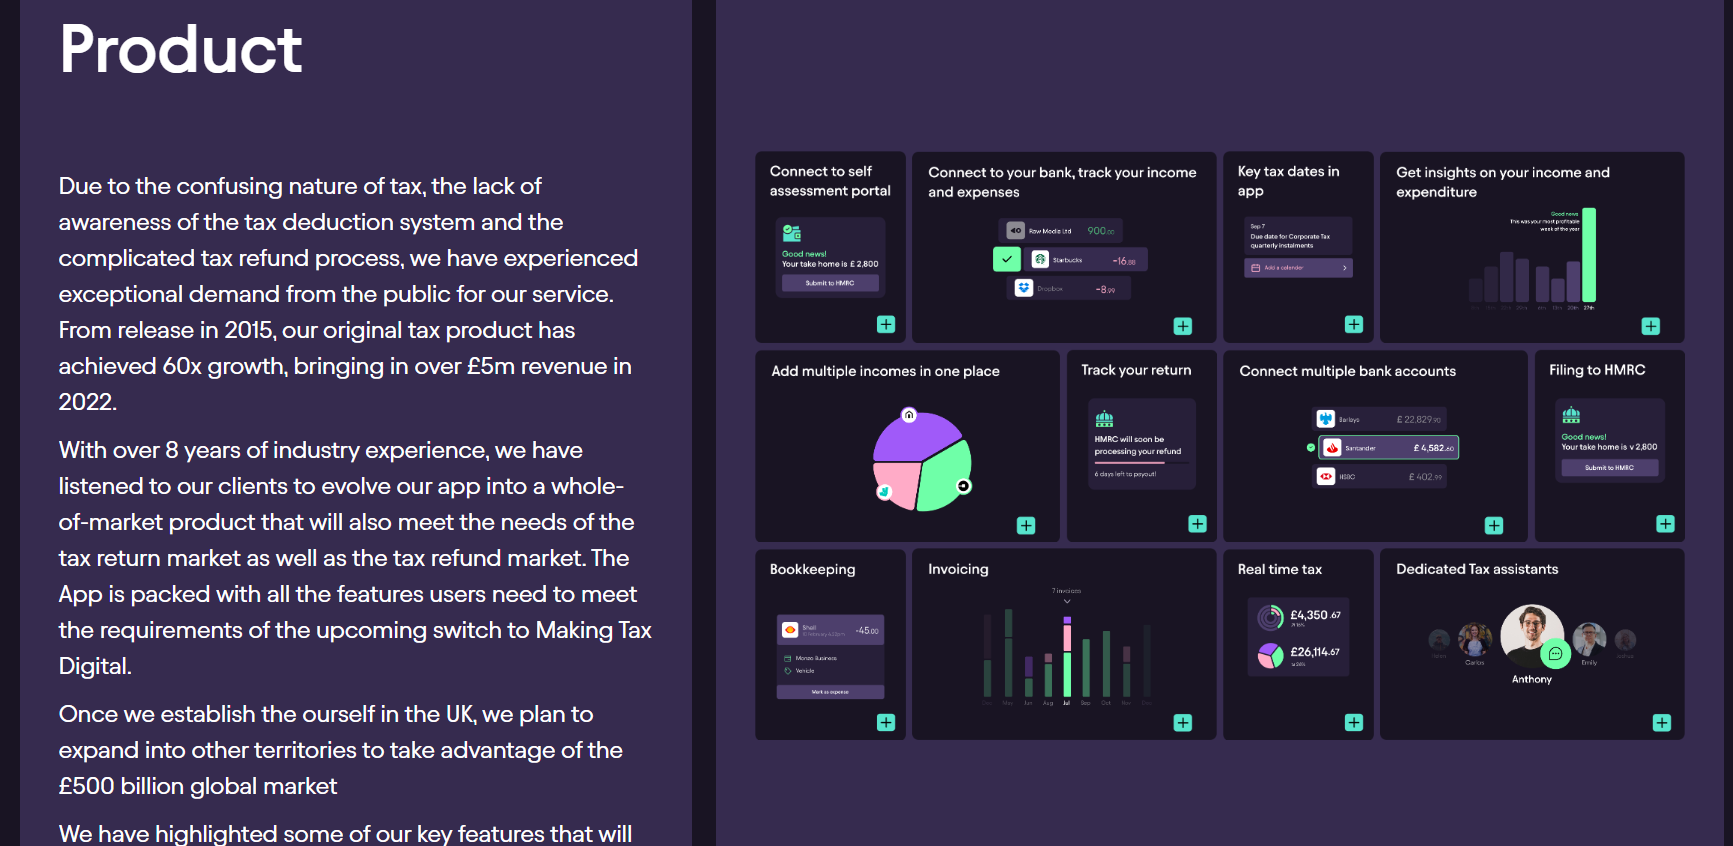 Product
Due to the confusing nature of tax, the lack of
awareness of the tax deduction system and the
complicated tax refund process, we have experienced
exceptional demand from the public for our service.
From release in 2015, our original tax product has
achieved 60x growth, bringing in over £5m revenue in
2022.
With over 8 years of industry experience, we have
listened to our clients to evolve our app into a whole-
of-market product that will also meet the needs of the
tax return market as well as the tax refund market. The
App is packed with all the features users need to meet
the requirements of the upcoming switch to Making Tax
Digital.
Once we establish the ourself in the UK, we plan to
expand into other territories to take advantage of the
£500 billion global market
We have highlighted some of our key features that will
Connect to self
assessment portal
Good news!
Your take home is £ 2,800
Submit to HMRC
Connect to your bank, track your income
and expenses
Raw Media Ltd 900.00
Starbucks -16.88
Dropbox -8.99
Key tax dates in
app
Sep 7
Due date for Corporate Tax
quarterly instalments
Add a calender
Get insights on your income and
expenditure
Good news
This was your most profitable
week of the year
27th
Add multiple incomes in one place
Track your return
HMRC will soon be
processing your refund
6 days left to payout!
Connect multiple bank accounts
Barlays £ 22,829.90
Santander £ 4,582.60
HSBC £ 402.99
Filing to HMRC
Good news!
Your take home is v 2,800
Submit to HMRC
Bookkeeping
Shell -45.00
Monzo Business
Vehicle
Mark as expense
Invoicing
7 invoices
Jun Aug Jul Sep Oct Nov
Real time tax
£4,350.67
£26,114.67
Dedicated Tax assistants
Carlos
Anthony
Emily